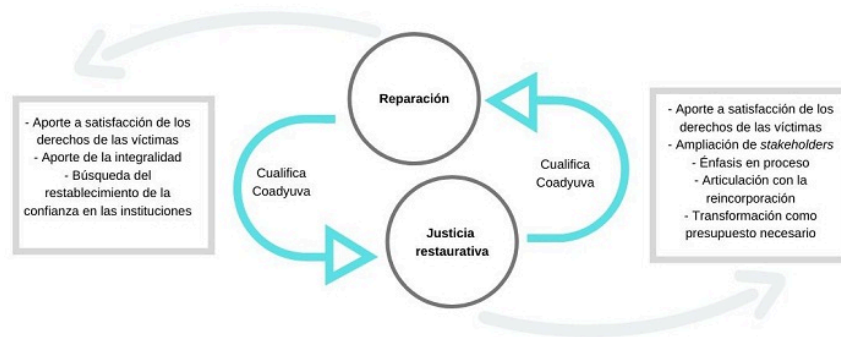 Reparación
- Aporte a satisfacción de los
derechos de las víctimas
- Aporte de la integralidad
- Búsqueda del
restablecimiento de la
confianza en las instituciones
Cualifica
Coadyuva
Cualifica
Coadyuva
- Aporte a satisfacción de los
derechos de las víctimas
- Ampliación de stakeholders
- Énfasis en proceso
- Articulación con la
reincorporación
- Transformación como
presupuesto necesario
Justicia
restaurativa